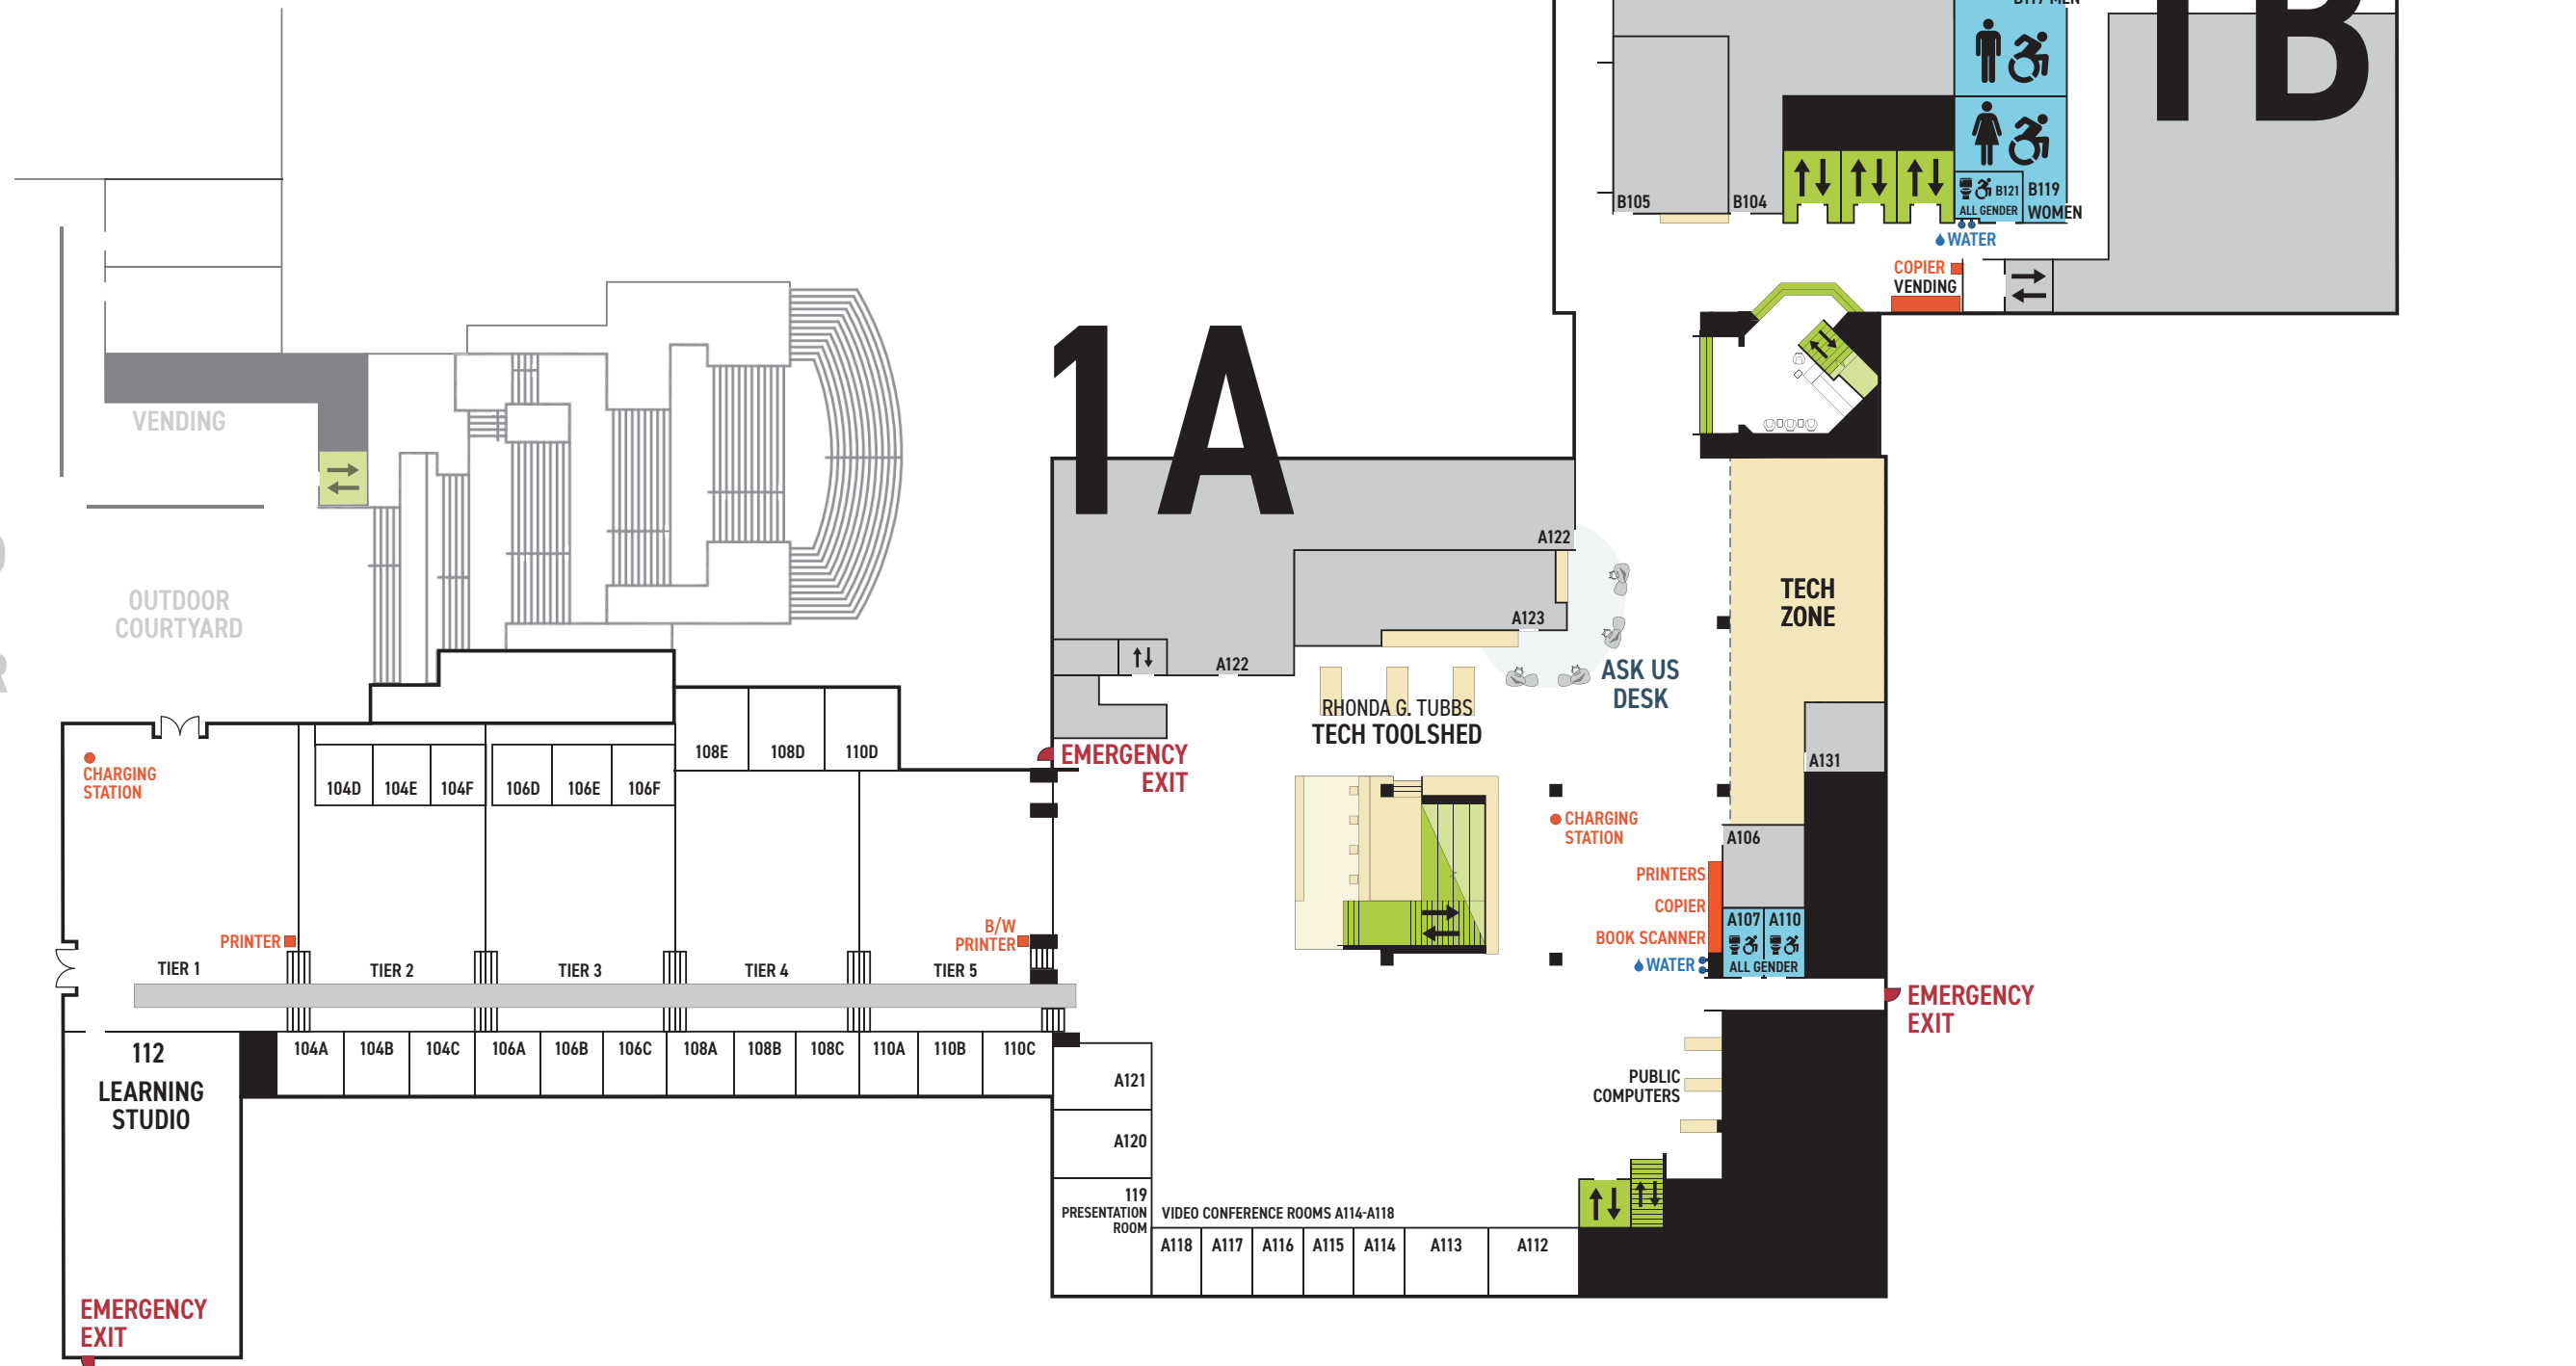 B117 MEN
1B
B105
B104
B121
ALL GENDER
B119
WOMEN
WATER
COPIER
VENDING
VENDING
OUTDOOR
COURTYARD
1A
A122
A123
A122
ASK US
DESK
TECH
ZONE
RHONDA G. TUBBS
TECH TOOLSHED
EMERGENCY
EXIT
A131
CHARGING
STATION
A106
PRINTERS
COPIER
BOOK SCANNER
WATER
A107
A110
ALL GENDER
EMERGENCY
EXIT
PUBLIC
COMPUTERS
CHARGING
STATION
104D
104E
104F
106D
106E
106F
108E
108D
110D
PRINTER
B/W
PRINTER
TIER 1
TIER 2
TIER 3
TIER 4
TIER 5
112
LEARNING
STUDIO
104A
104B
104C
106A
106B
106C
108A
108B
108C
110A
110B
110C
A121
A120
119
PRESENTATION
ROOM
VIDEO CONFERENCE ROOMS A114-A118
A118
A117
A116
A115
A114
A113
A112
EMERGENCY
EXIT